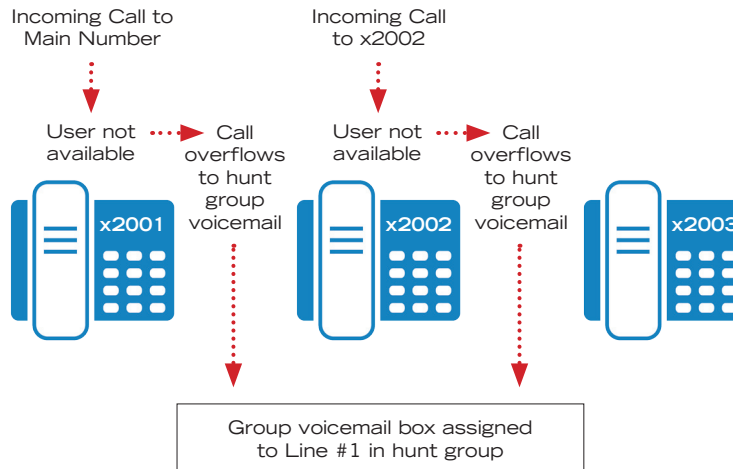 Incoming Call to
Main Number
Incoming Call
to x2002
User not
available
Call
overflows
to hunt
group
voicemail
User not
available
Call
overflows
to hunt
group
voicemail
x2001
x2002
x2003
Group voicemail box assigned
to Line #1 in hunt group